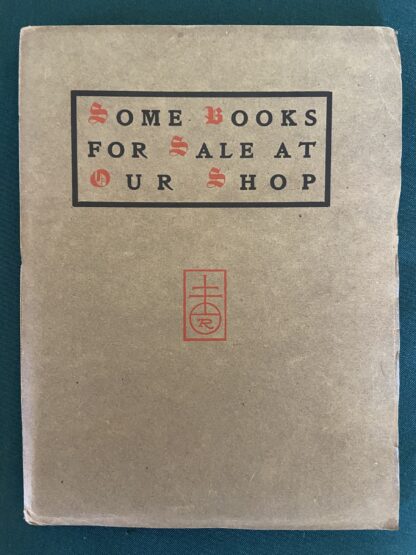 Some Books
for Sale at
Our Shop
R